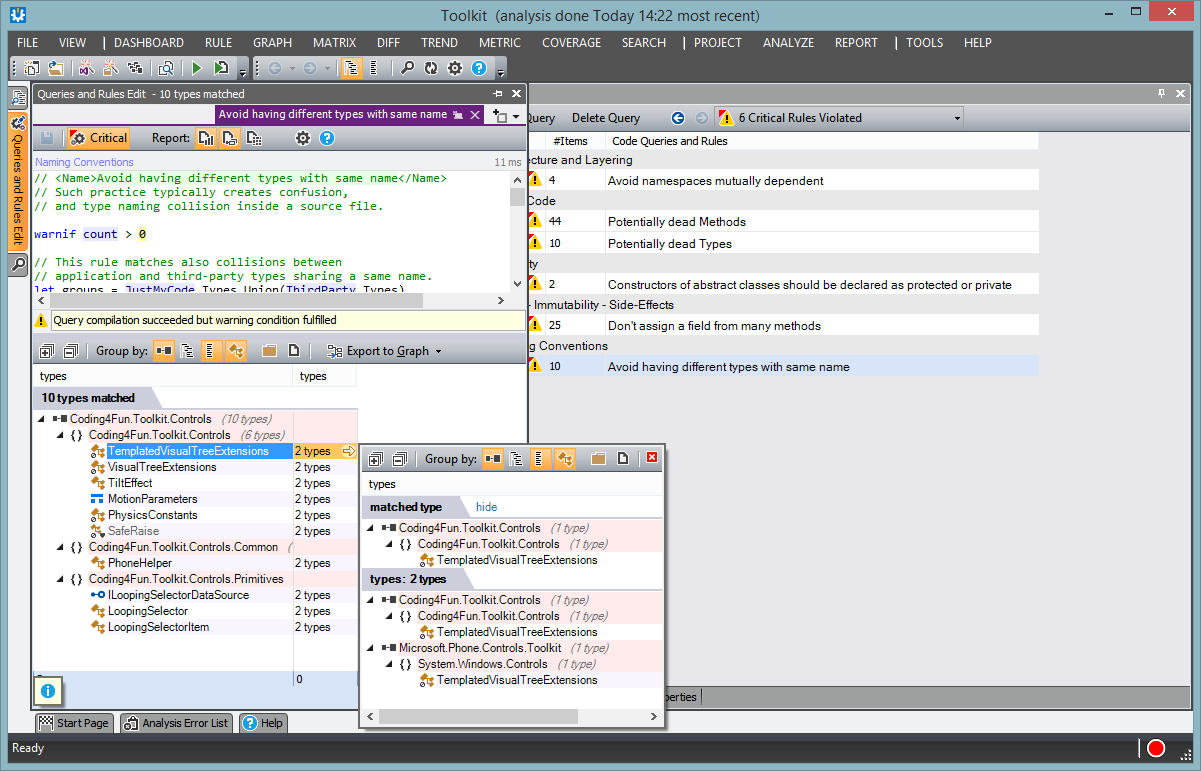 Toolkit  (analysis done Today 14:22 most recent)
FILE VIEW DASHBOARD RULE GRAPH MATRIX DIFF TREND METRIC COVERAGE SEARCH PROJECT ANALYZE REPORT TOOLS HELP
Queries and Rules Edit  - 10 types matched
Avoid having different types with same name
Critical Report:
Naming Conventions 11 ms
// <Name>Avoid having different types with same name</Name>
// Such practice typically creates confusion,
// and type naming collision inside a source file.
warnif count > 0
// This rule matches also collisions between
// application and third-party types sharing a same name.
let groups = JustMyCode.Types.Union(ThirdParty.Types)
Query compilation succeeded but warning condition fulfilled
Group by: Export to Graph
types types
10 types matched
Coding4Fun.Toolkit.Controls (10 types)
{ } Coding4Fun.Toolkit.Controls (6 types)
TemplatedVisualTreeExtensions 2 types
VisualTreeExtensions 2 types
TiltEffect 2 types
MotionParameters 2 types
PhysicsConstants 2 types
SafeRaise 2 types
{ } Coding4Fun.Toolkit.Controls.Common (
PhoneHelper 2 types
{ } Coding4Fun.Toolkit.Controls.Primitives
ILoopingSelectorDataSource 2 types
LoopingSelector 2 types
LoopingSelectorItem 2 types
0
Queries and Rules Edit
uery Delete Query 6 Critical Rules Violated
#Items Code Queries and Rules
ecture and Layering
4 Avoid namespaces mutually dependent
Code
44 Potentially dead Methods
10 Potentially dead Types
ty
2 Constructors of abstract classes should be declared as protected or private
- Immutability - Side-Effects
25 Don't assign a field from many methods
g Conventions
10 Avoid having different types with same name
Group by:
types
matched type hide
Coding4Fun.Toolkit.Controls (1 type)
{ } Coding4Fun.Toolkit.Controls (1 type)
TemplatedVisualTreeExtensions
types: 2 types
Coding4Fun.Toolkit.Controls (1 type)
{ } Coding4Fun.Toolkit.Controls (1 type)
TemplatedVisualTreeExtensions
Microsoft.Phone.Controls.Toolkit (1 type)
{ } System.Windows.Controls (1 type)
TemplatedVisualTreeExtensions
perties
Start Page Analysis Error List Help
Ready